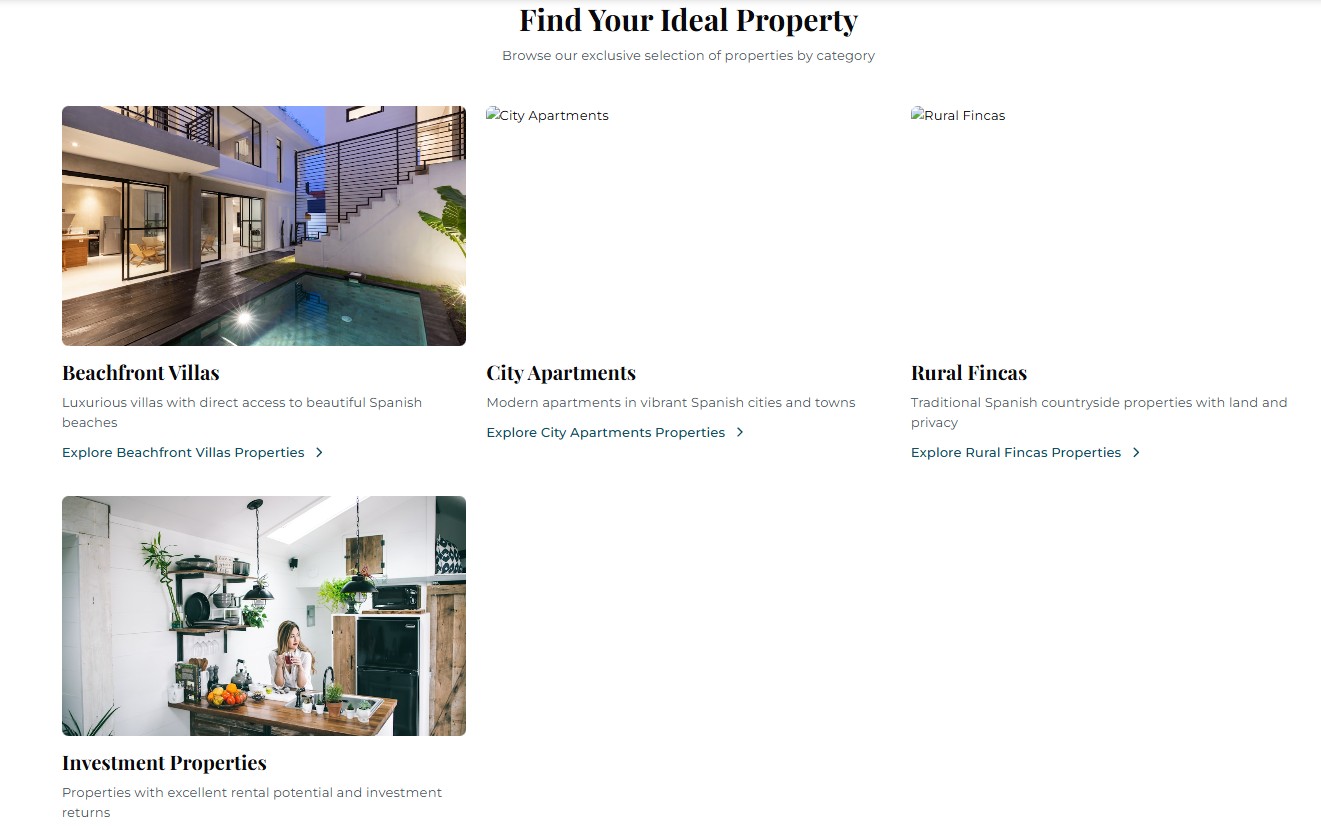 Find Your Ideal Property
Browse our exclusive selection of properties by category
City Apartments
Rural Fincas
Beachfront Villas
Luxurious villas with direct access to beautiful Spanish
beaches
Explore Beachfront Villas Properties
City Apartments
Modern apartments in vibrant Spanish cities and towns
Explore City Apartments Properties
Rural Fincas
Traditional Spanish countryside properties with land and
privacy
Explore Rural Fincas Properties
Investment Properties
Properties with excellent rental potential and investment
returns